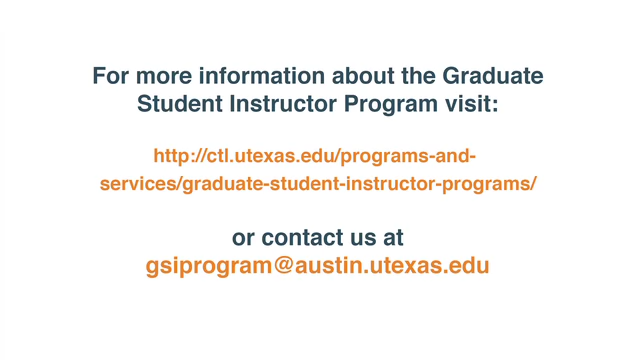 For more information about the Graduate
Student Instructor Program visit:
http://ctl.utexas.edu/programs-and-
services/graduate-student-instructor-programs/
or contact us at
gsiprogram@austin.utexas.edu